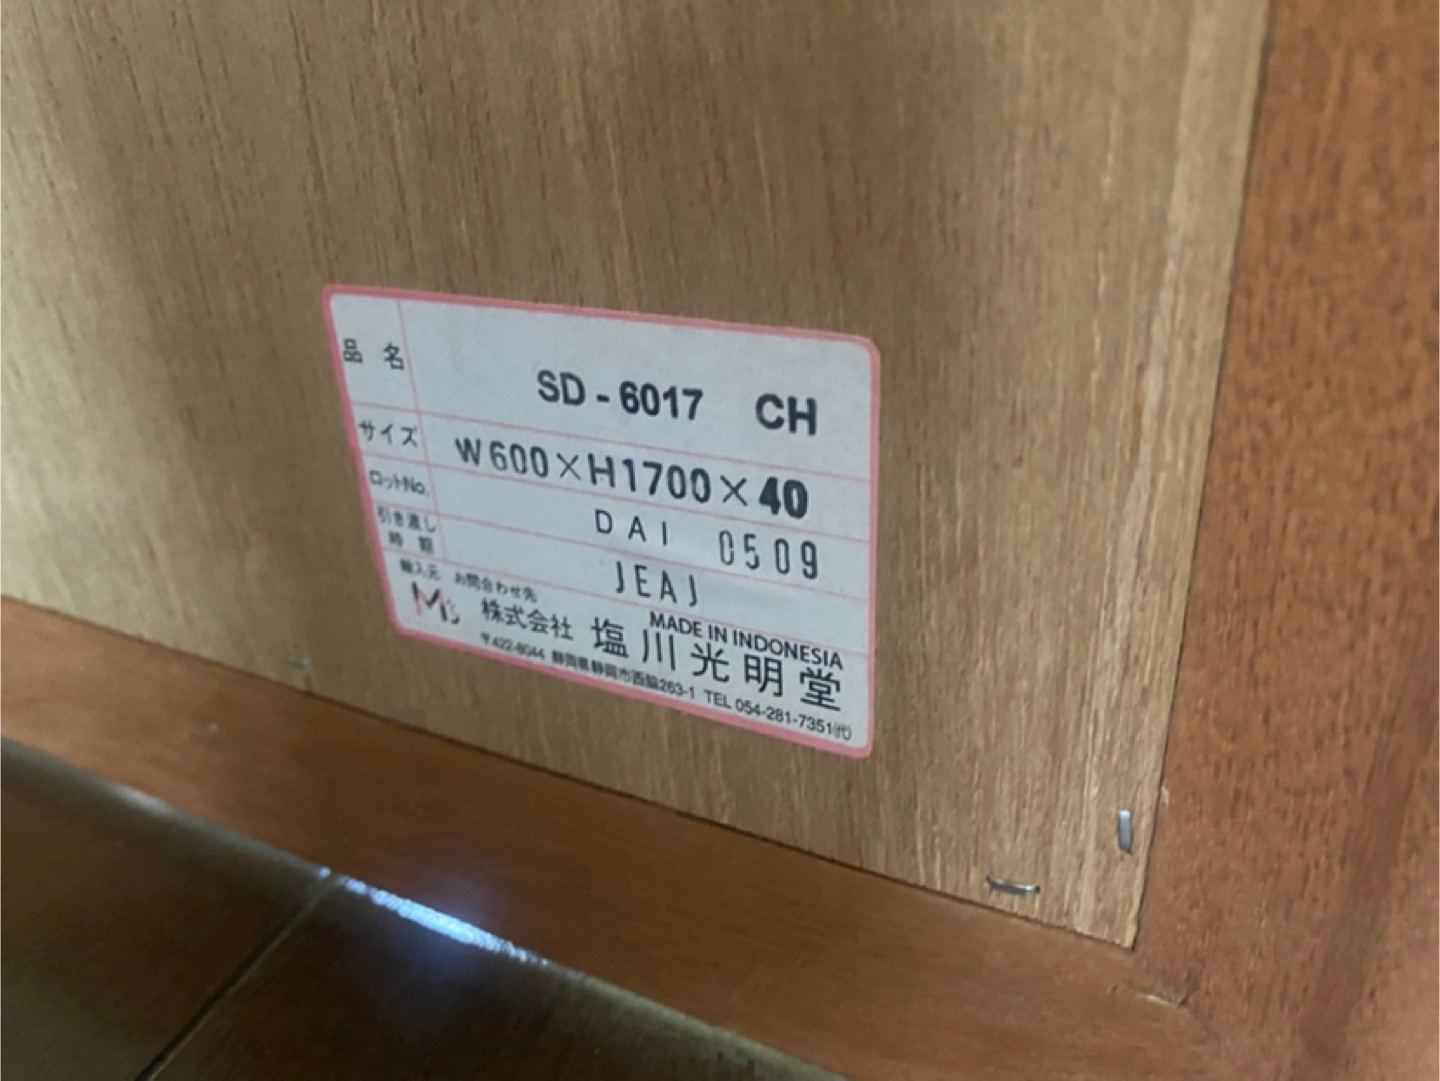 品名 SD-6017 CH
サイズ W600×H1700×40
ロットNo. DAI 0509
引き渡し時期 JEAJ
MADE IN INDONESIA
輸入元 お問合わせ先
M's 株式会社 塩川光明堂
〒422-8044 静岡県静岡市西脇263-1 TEL 054-281-7351㈹